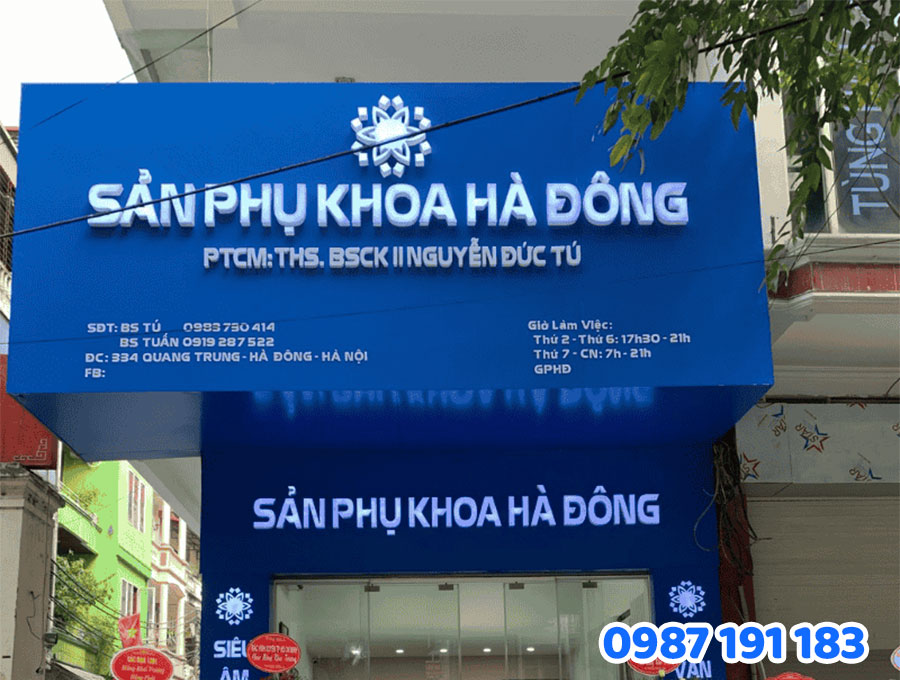 SẢN PHỤ KHOA HÀ ĐÔNG
PTCM: THS. BSCK II NGUYỄN ĐỨC TÚ
SĐT: BS TÚ 0983 750 414
BS TUẤN 0919 287 522
ĐC: 334 QUANG TRUNG - HÀ ĐÔNG - HÀ NỘI
FB:
Giờ Làm Việc:
Thứ 2 - Thứ 6: 17h30 - 21h
Thứ 7 - CN: 7h - 21h
GPHĐ
TÙNG
STAR
SẢN PHỤ KHOA HÀ ĐÔNG
SIÊU
ÂM
VẤN
0987 191 183